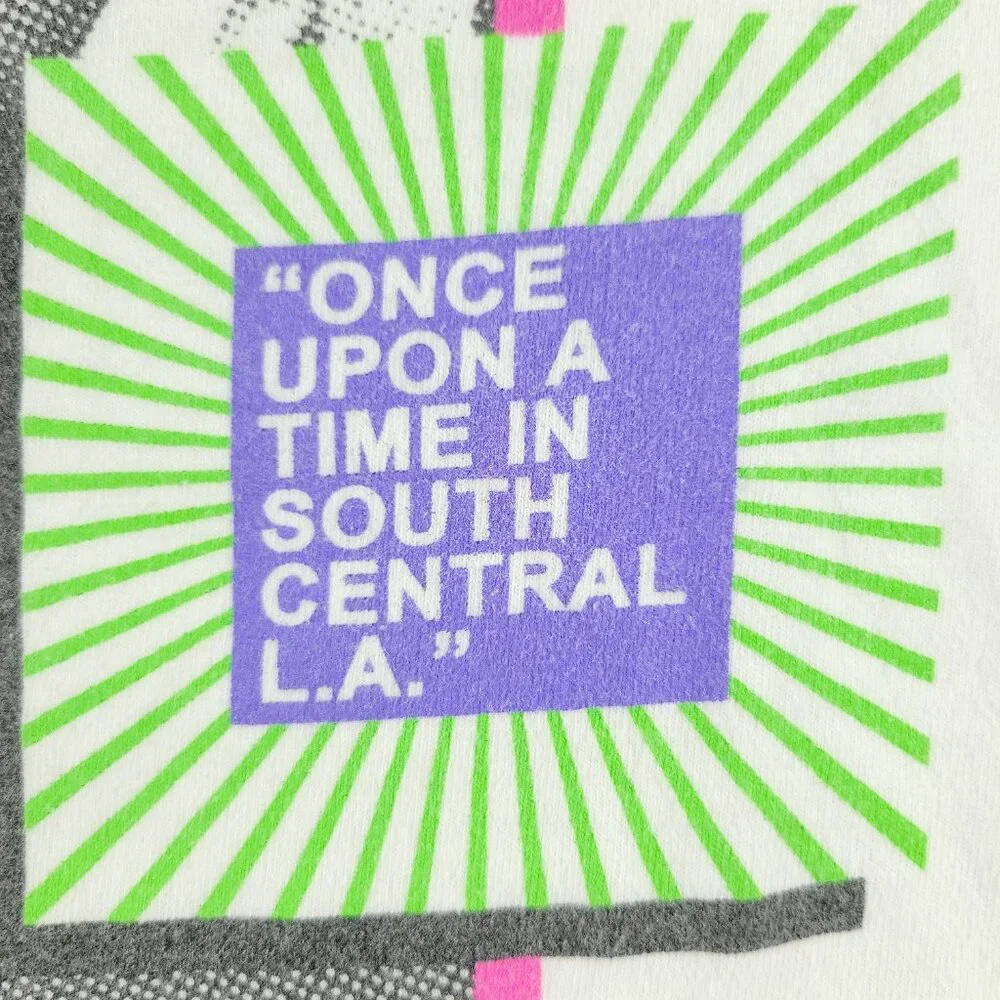 “ONCE
UPON A
TIME IN
SOUTH
CENTRAL
L.A.”